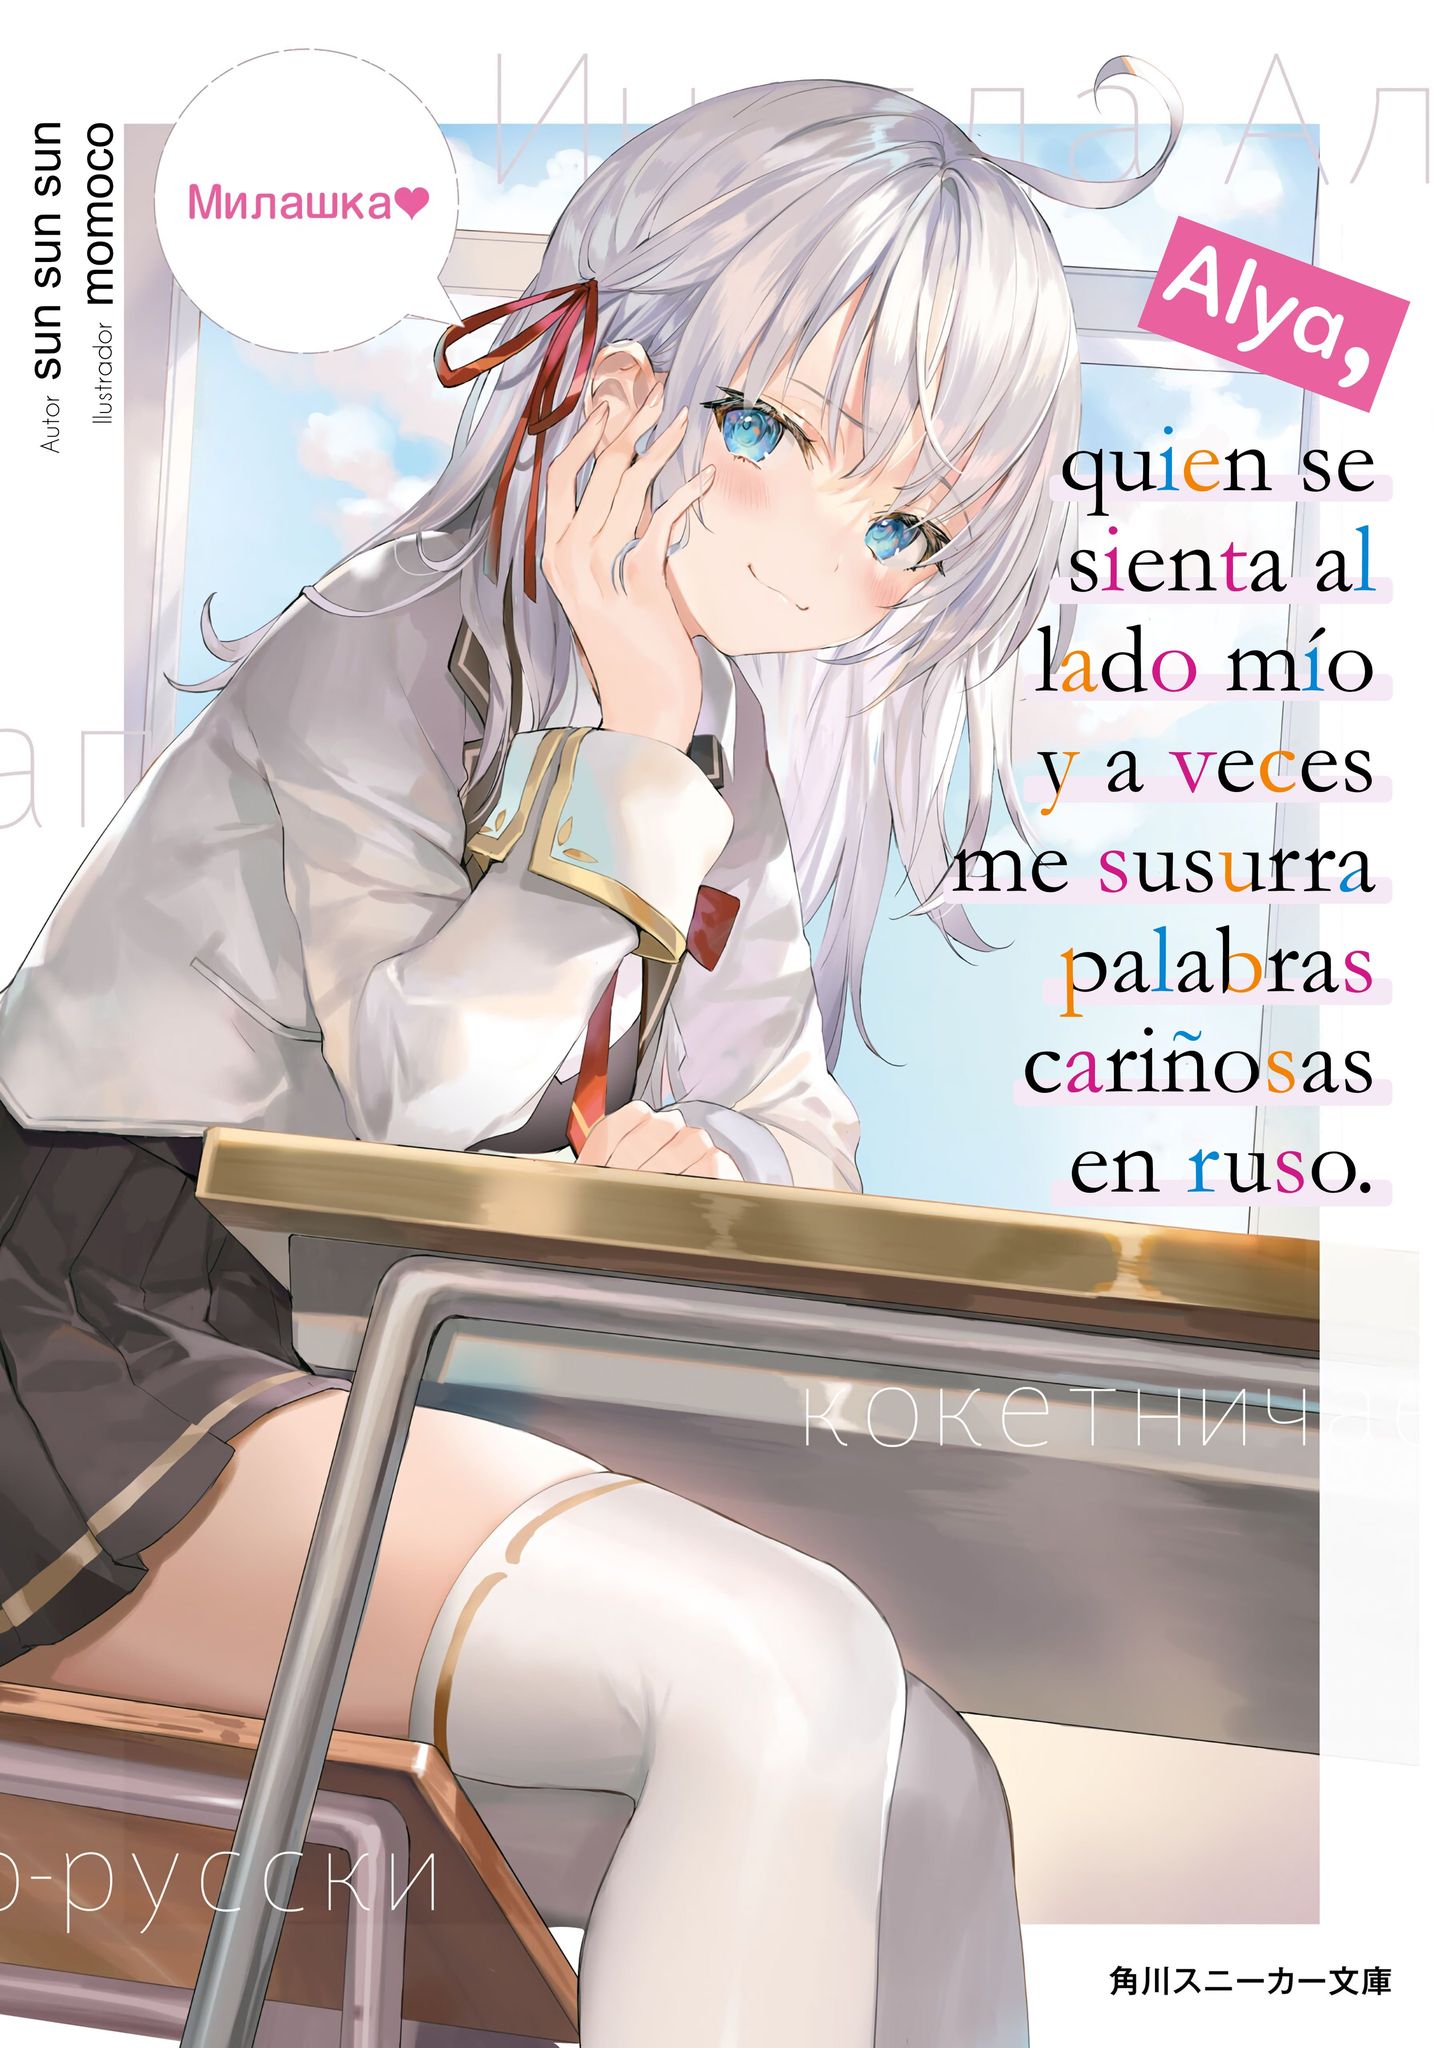 Autor sun sun sun
Ilustrador momoco
Милашка❤
Alya,
quien se
sienta al
lado mío
y a veces
me susurra
palabras
cariñosas
en ruso.
кокетнича
-русски
角川スニーカー文庫